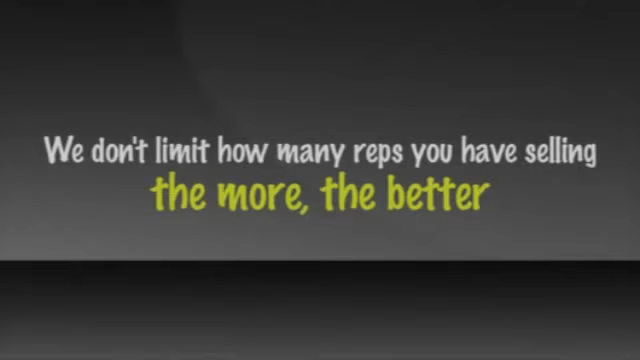 We don't limit how many reps you have selling
the more, the better